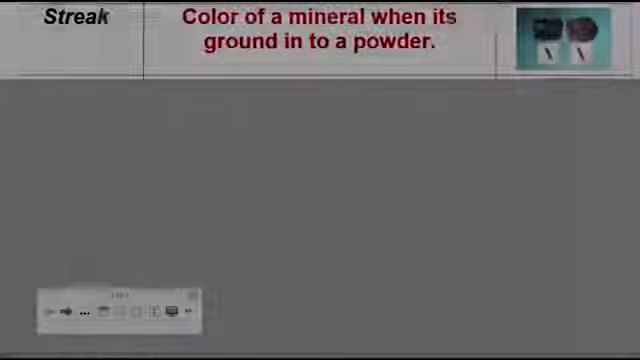 Streak
Color of a mineral when its
ground in to a powder.